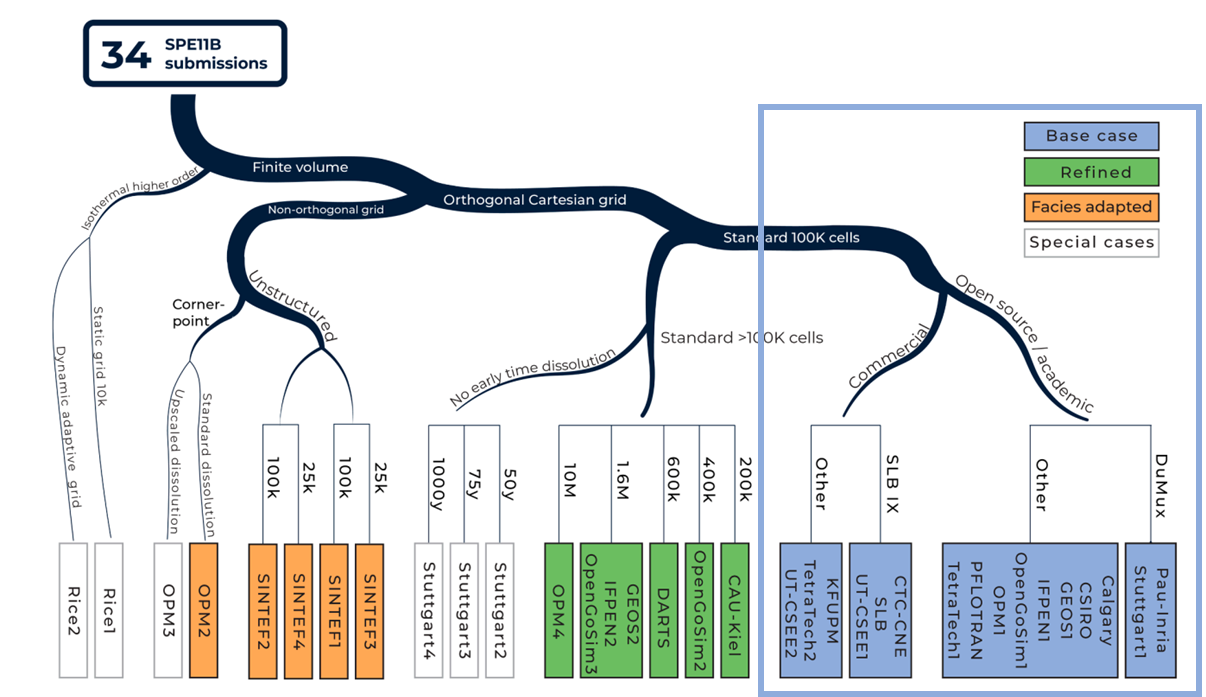 34
SPE11B
submissions
Base case
Refined
Facies adapted
Special cases
Finite volume
Isothermal higher order
Non-orthogonal grid
Orthogonal Cartesian grid
Standard 100K cells
Corner-
point
Unstructured
Open source / academic
Commercial
Standard >100K cells
No early time dissolution
Static grid 10k
Dynamic adaptive grid
Upscaled dissolution
Standard dissolution
100k
25k
100k
25k
1000y
75y
50y
10M
1.6M
600k
400k
200k
Other
SLB IX
Other
DuMux
Rice2
Rice1
OPM3
OPM2
SINTEF2
SINTEF4
SINTEF1
SINTEF3
Stuttgart4
Stuttgart3
Stuttgart2
OPM4
GEOS2
IFPEN2
OpenGoSim3
DARTS
OpenGoSim2
CAU-Kiel
KFUPM
TetraTech2
UT-CSEE2
CTC-CNE
SLB
UT-CSEE1
Calgary
CSIRO
GEOS1
IFPEN1
OpenGoSim1
OPM1
PFLOTRAN
TetraTech1
Pau-Inria
Stuttgart1